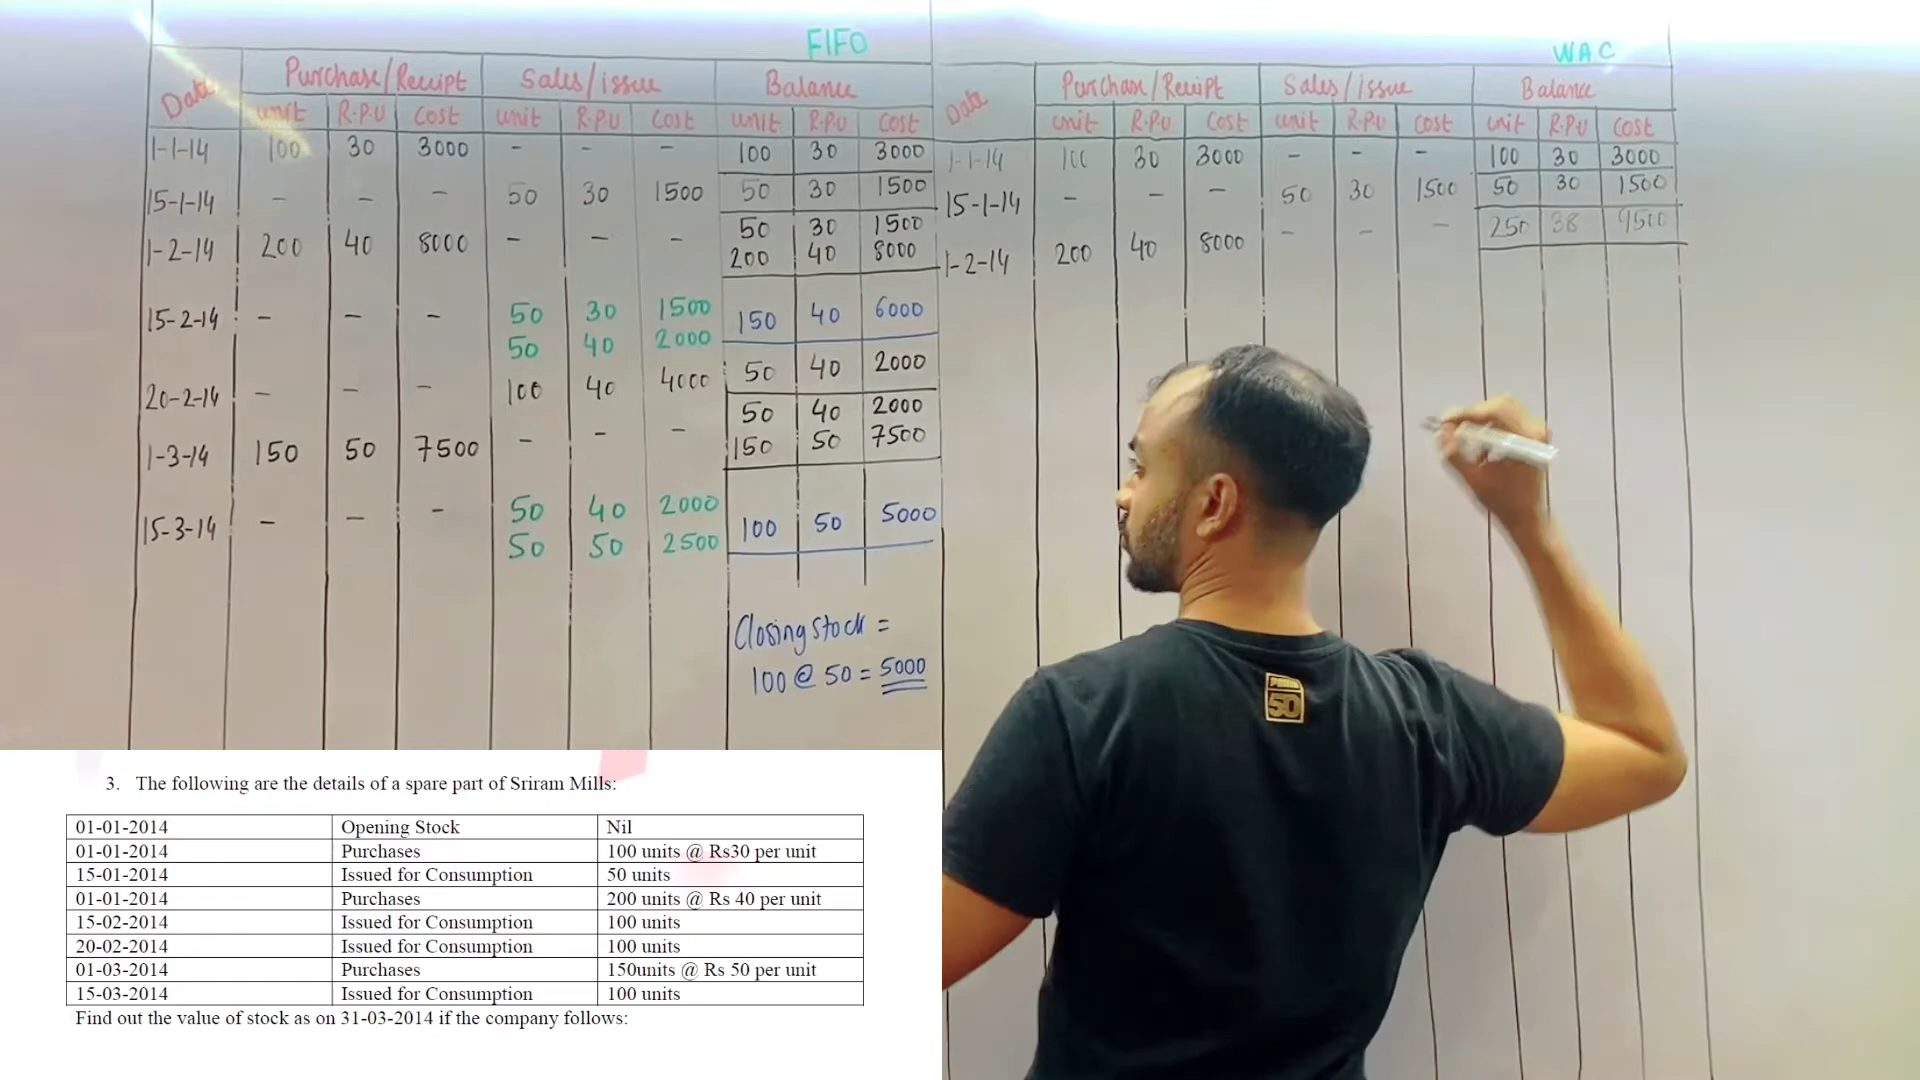 FIFO
Date Purchase/Receipt Sales/issue Balance
unit R.P.U Cost unit R.P.U Cost unit R.P.U Cost
1-1-14 100 30 3000 - - - 100 30 3000
15-1-14 - - - 50 30 1500 50 30 1500
50 30 1500
1-2-14 200 40 8000 - - - 200 40 8000
50 30 1500
15-2-14 - - - 150 40 6000
50 40 2000
20-2-14 - - - 100 40 4000 50 40 2000
50 40 2000
1-3-14 150 50 7500 - - - 150 50 7500
50 40 2000
15-3-14 - - - 100 50 5000
50 50 2500
Closing stock =
100 @ 50 = 5000
WAC
Date Purchase/Receipt Sales/issue Balance
unit R.P.U Cost unit R.P.U Cost unit R.P.U Cost
1-1-14 100 30 3000 - - - 100 30 3000
15-1-14 - - - 50 30 1500 50 30 1500
1-2-14 200 40 8000 - - - 250 38 9500
50
3. The following are the details of a spare part of Sriram Mills:
01-01-2014 Opening Stock Nil
01-01-2014 Purchases 100 units @ Rs30 per unit
15-01-2014 Issued for Consumption 50 units
01-01-2014 Purchases 200 units @ Rs 40 per unit
15-02-2014 Issued for Consumption 100 units
20-02-2014 Issued for Consumption 100 units
01-03-2014 Purchases 150units @ Rs 50 per unit
15-03-2014 Issued for Consumption 100 units
Find out the value of stock as on 31-03-2014 if the company follows: